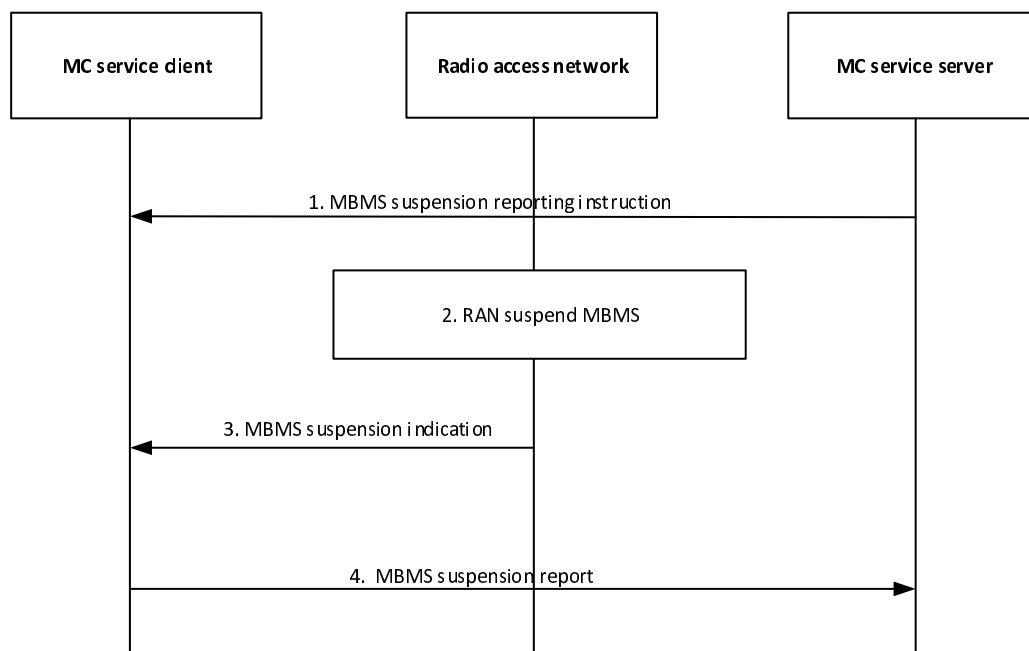 MC service client
Radio access network
MC service server
1. MBMS suspension reporting instruction
2. RAN suspend MBMS
3. MBMS suspension indication
4. MBMS suspension report